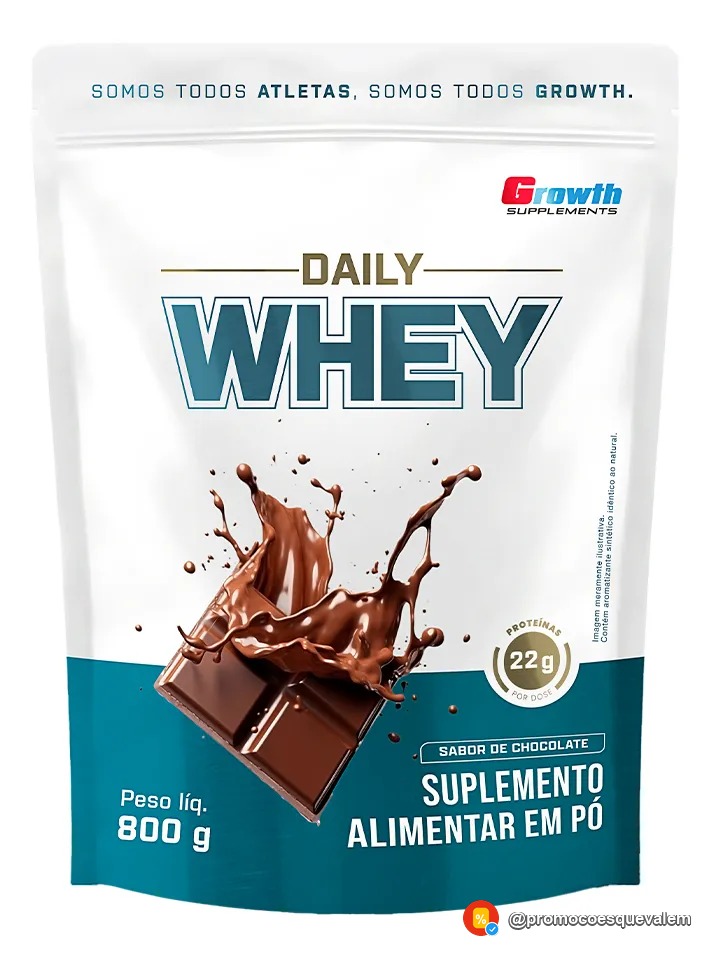 SOMOS TODOS ATLETAS, SOMOS TODOS GROWTH.
Growth
SUPPLEMENTS
DAILY
WHEY
Imagem meramente ilustrativa.
Contém aromatizante sintético idêntico ao natural.
PROTEÍNAS
22g
POR DOSE
SABOR DE CHOCOLATE
SUPLEMENTO
ALIMENTAR EM PÓ
Peso líq.
800 g
%
@promocoesquevalem